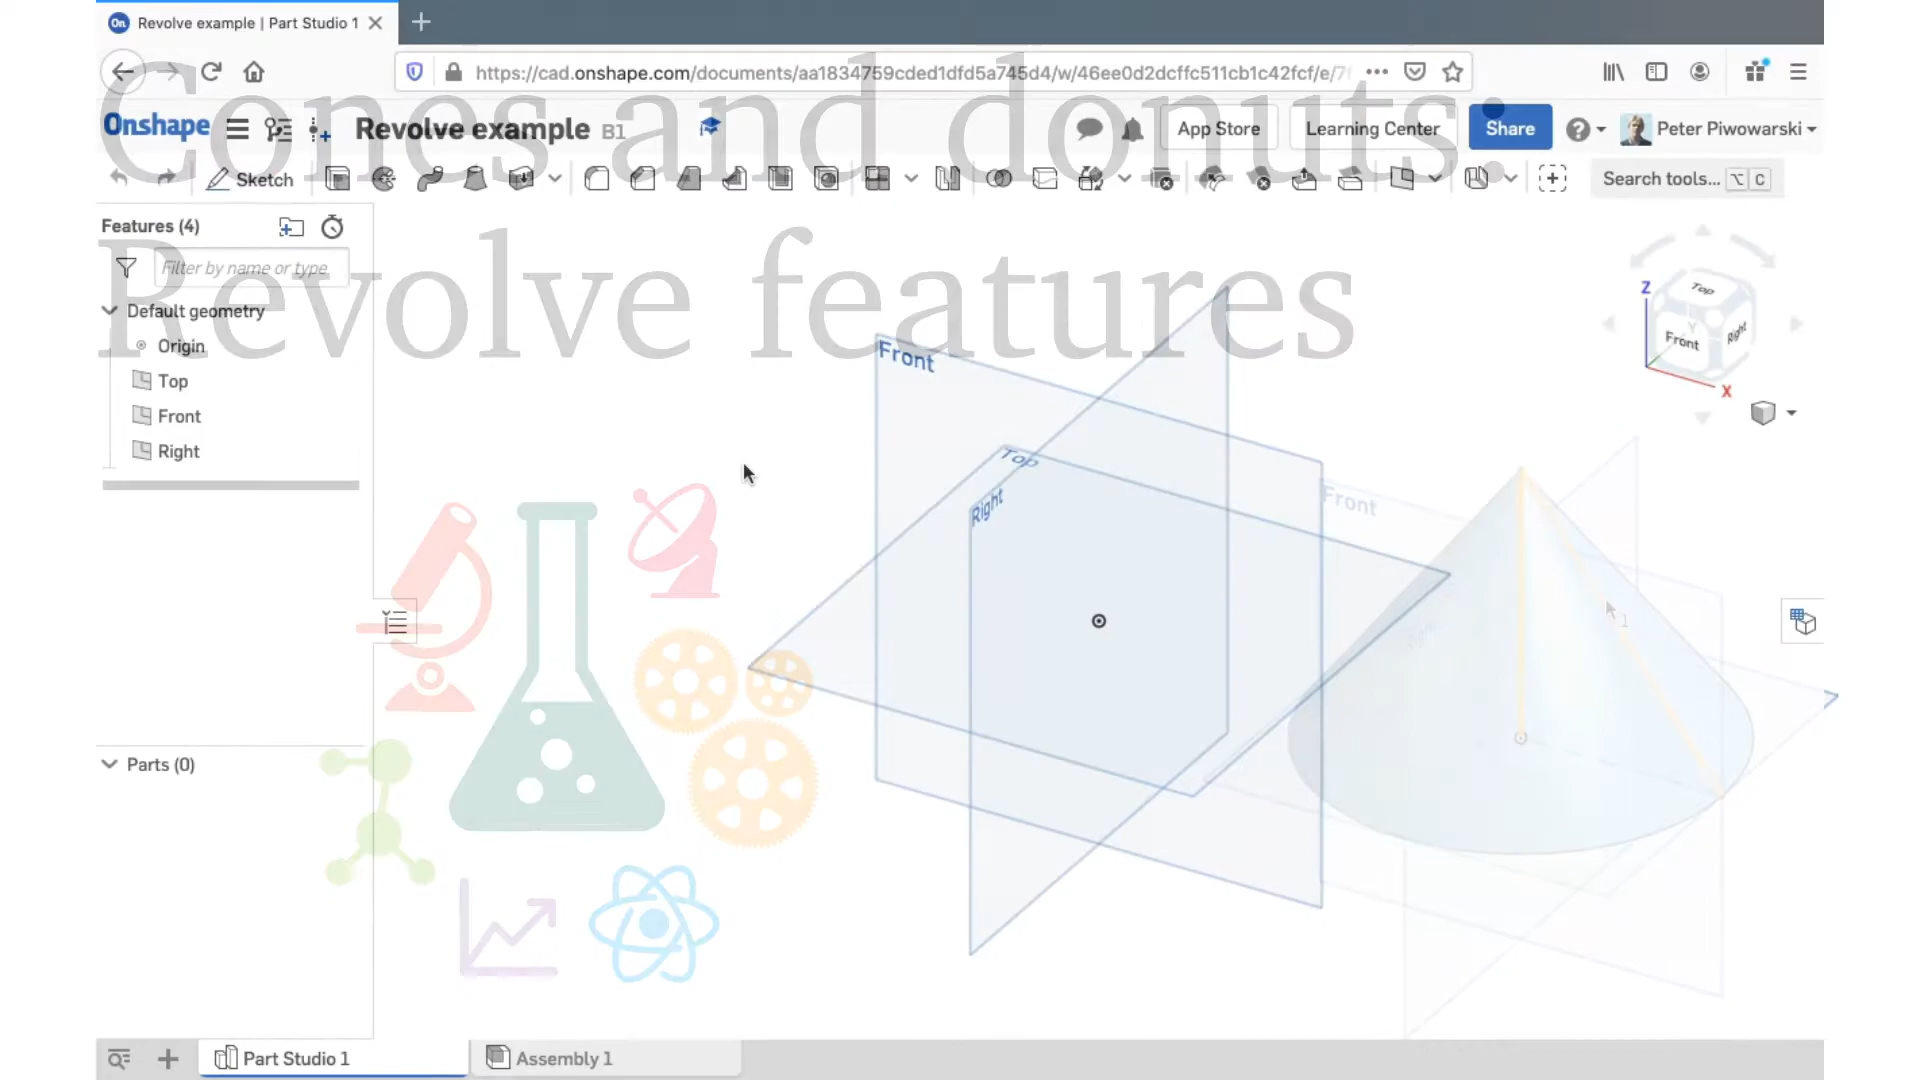 On Revolve example | Part Studio 1
https://cad.onshape.com/documents/aa1834759cded1dfd5a745d4/w/46ee0d2dcffc511cb1c42fcf/e/7
Cones and donuts:
Onshape Revolve example B1 App Store Learning Center Share ? Peter Piwowarski
Sketch Search tools... ⌥ C
Features (4)
Revolve features
Filter by name or type
Default geometry
Origin
Top
Front
Right
Parts (0)
Front
Top
Right
Front
1
Z
Top
Y
Front
Right
X
Part Studio 1 Assembly 1